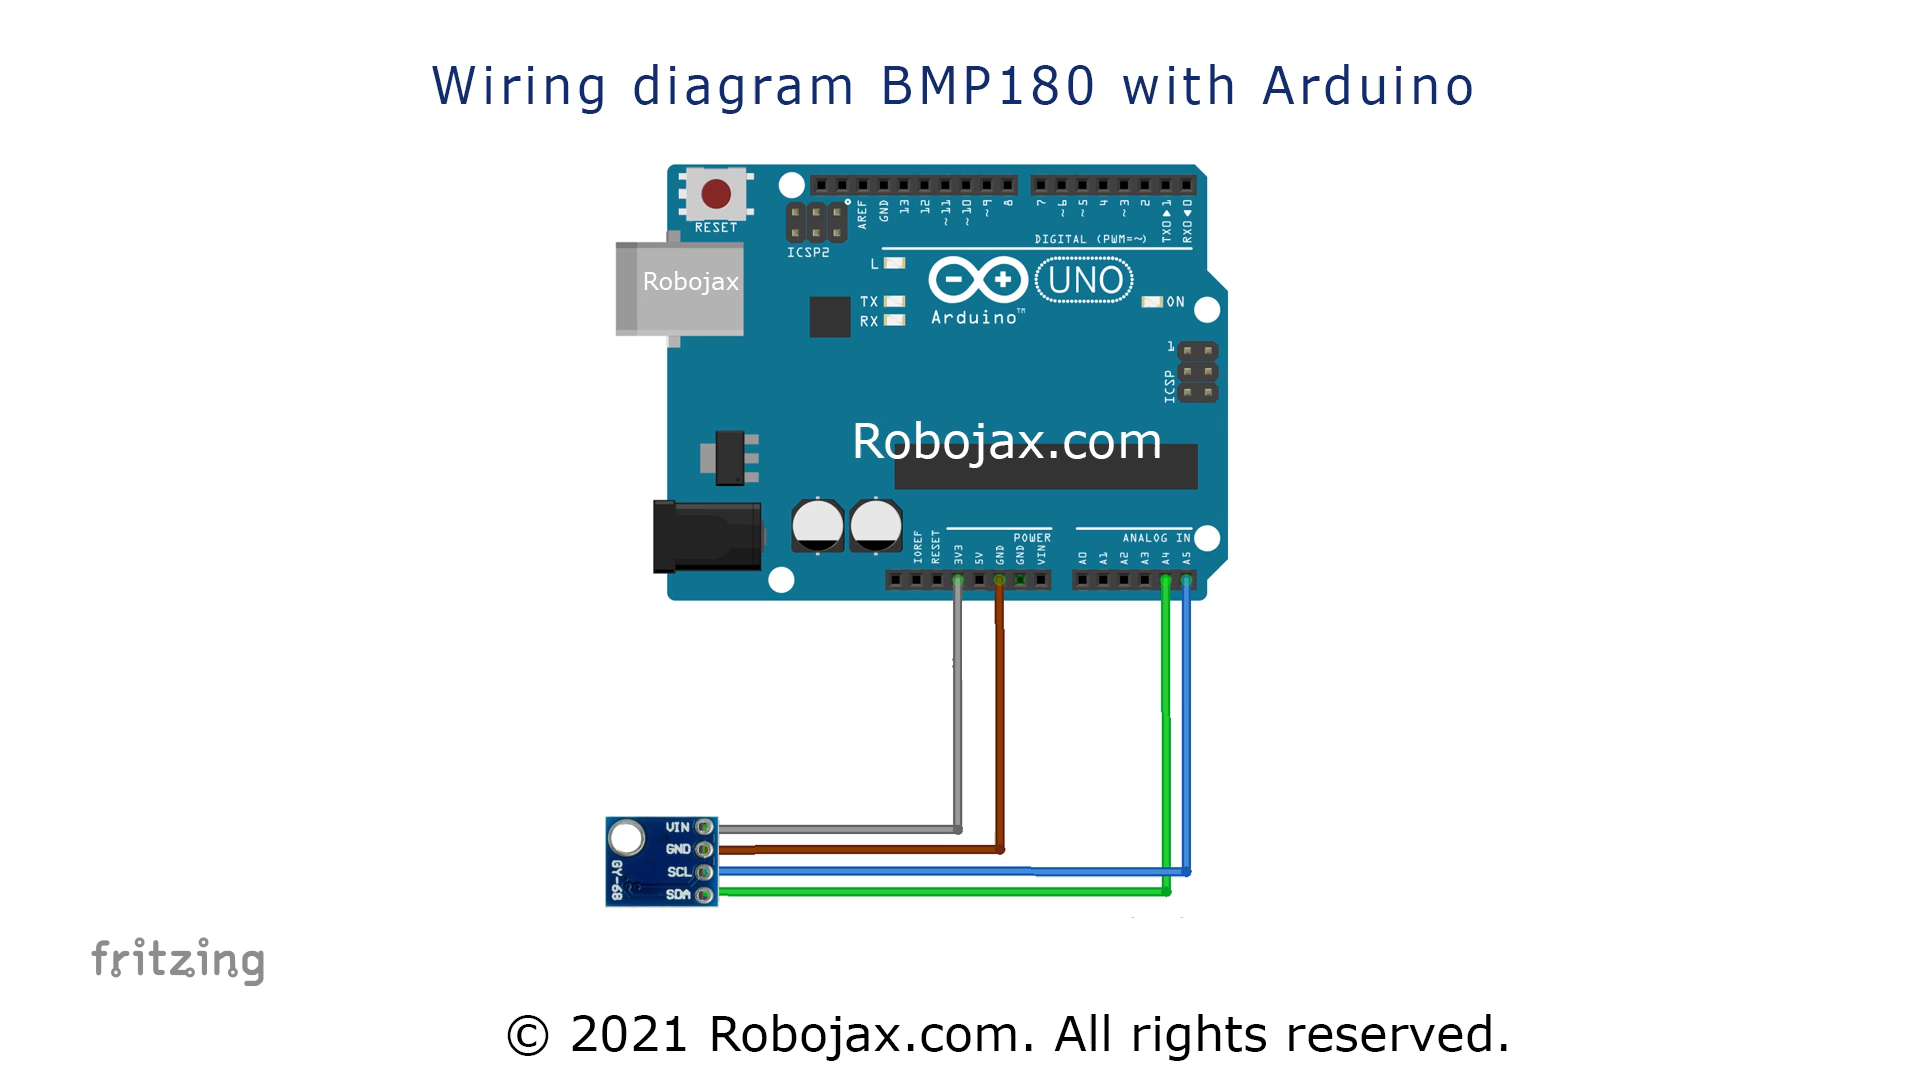 Wiring diagram BMP180 with Arduino
RESET
ICSP2
AREF
GND
13
12
~11
~10
~9
8
7
~6
~5
4
~3
2
TXO▶1
RXO◀0
DIGITAL (PWM=~)
L
TX
RX
Arduino™
UNO
ON
Robojax
1
ICSP
Robojax.com
POWER
ANALOG IN
IOREF
RESET
3V3
5V
GND
GND
VIN
A0
A1
A2
A3
A4
A5
VIN
GND
SCL
SDA
GY-68
fritzing
© 2021 Robojax.com. All rights reserved.